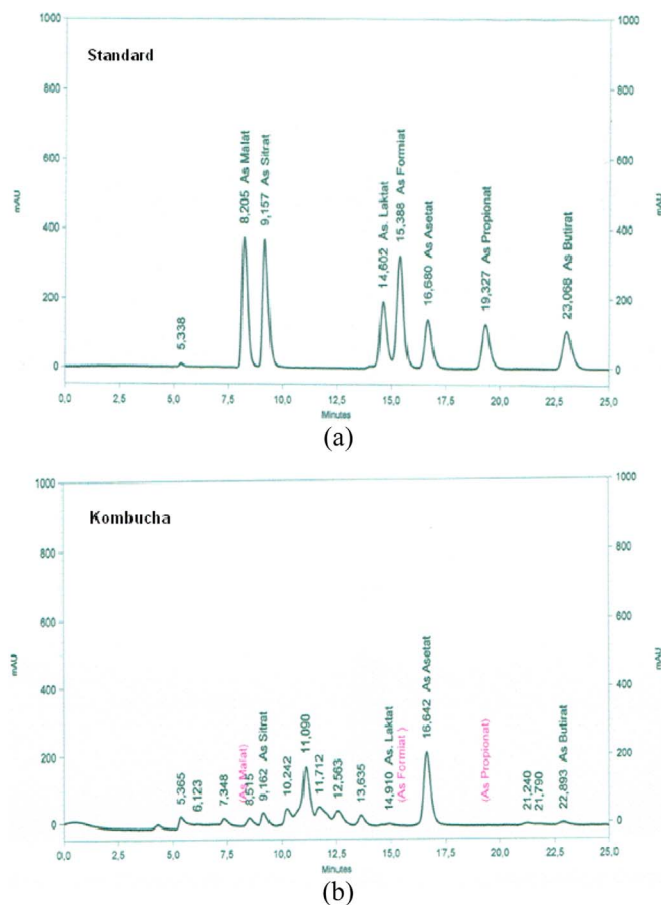 1000
1000
Standard
800
800
600
600
mAU
mAU
400
400
200
200
0
0
5,338
8,205 As Malat
9,157 As Sitrat
14,602 As. Laktat
15,388 As Formiat
16,680 As Asetat
19,327 As Propionat
23,068 As Butirat
0,0 2,5 5,0 7,5 10,0 12,5 15,0 17,5 20,0 22,5 25,0
Minutes
(a)
1000
1000
Kombucha
800
800
600
600
mAU
mAU
400
400
200
200
0
0
5,365
6,123
7,348
(As Malat)
8,515
9,162 As Sitrat
10,242
11,090
11,712
12,563
13,635
14,910 As. Laktat
(As Formiat )
16,642 As Asetat
(As Propionat)
21,240
21,790
22,893 As Butirat
0,0 2,5 5,0 7,5 10,0 12,5 15,0 17,5 20,0 22,5 25,0
Minutes
(b)